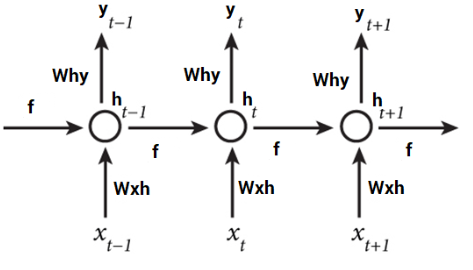 y t-1 y t y t+1
Why Why Why
f h t-1 h t h t+1
f f f
Wxh Wxh Wxh
x t-1 x t x t+1